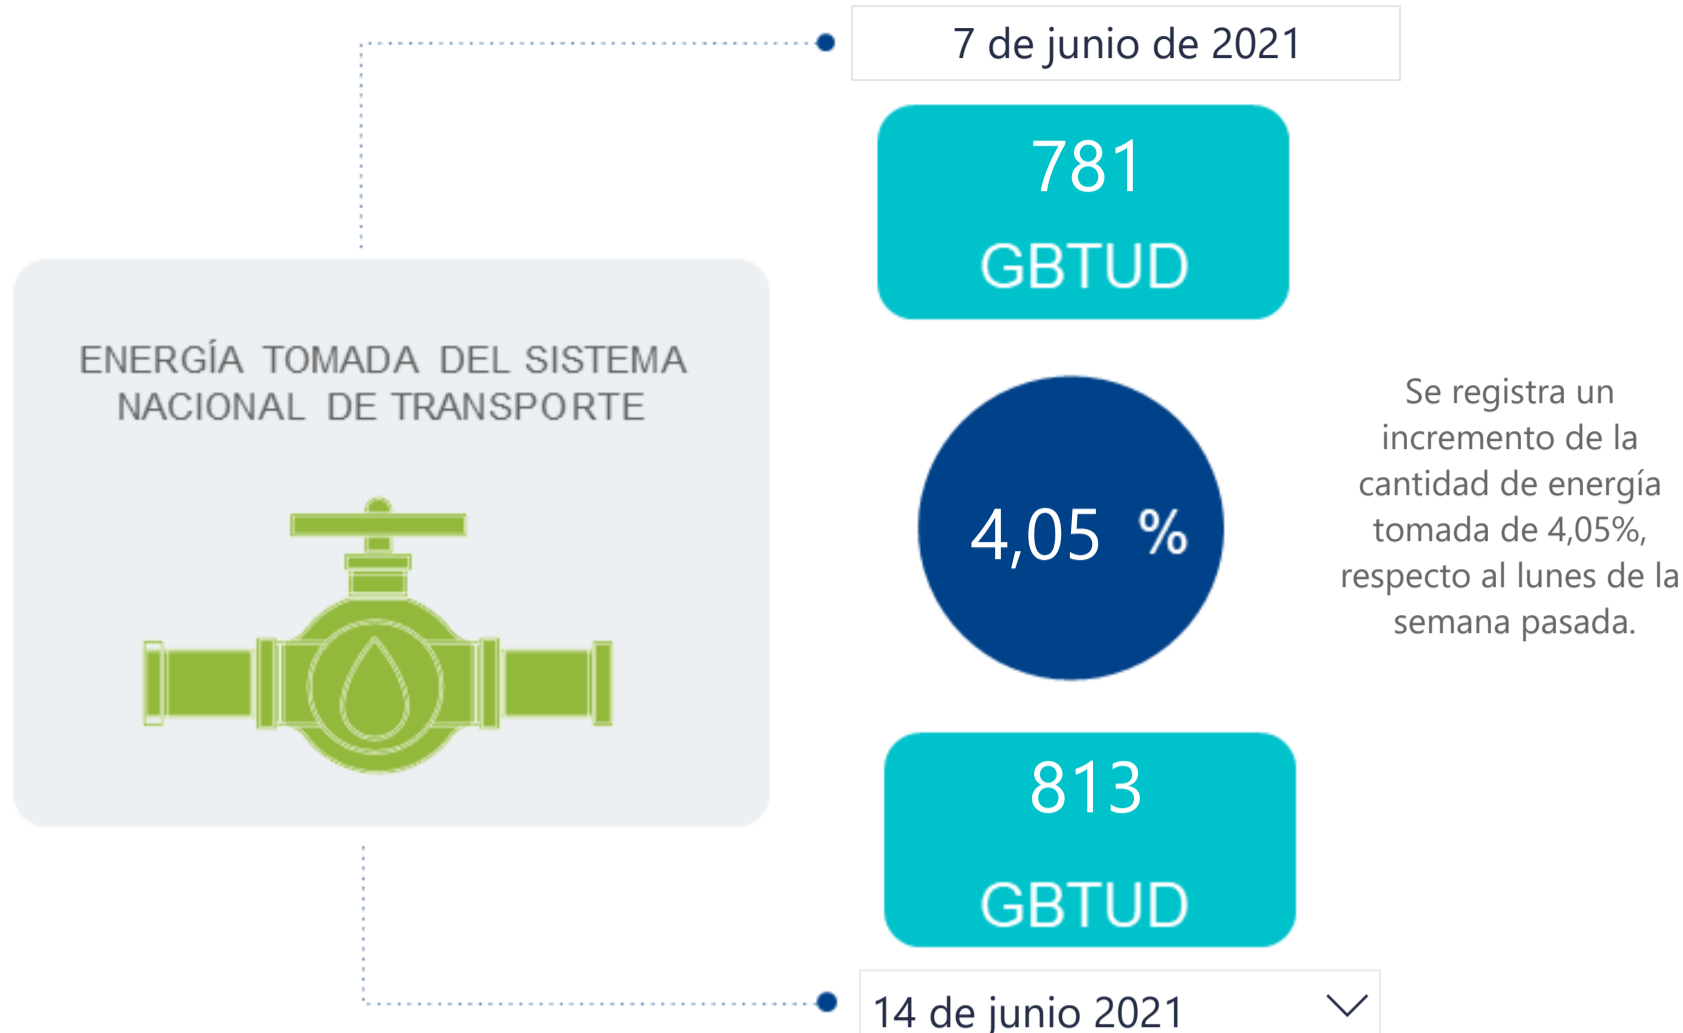 7 de junio de 2021
781
GBTUD
ENERGÍA TOMADA DEL SISTEMA
NACIONAL DE TRANSPORTE
4,05 %
Se registra un
incremento de la
cantidad de energía
tomada de 4,05%,
respecto al lunes de la
semana pasada.
813
GBTUD
14 de junio 2021